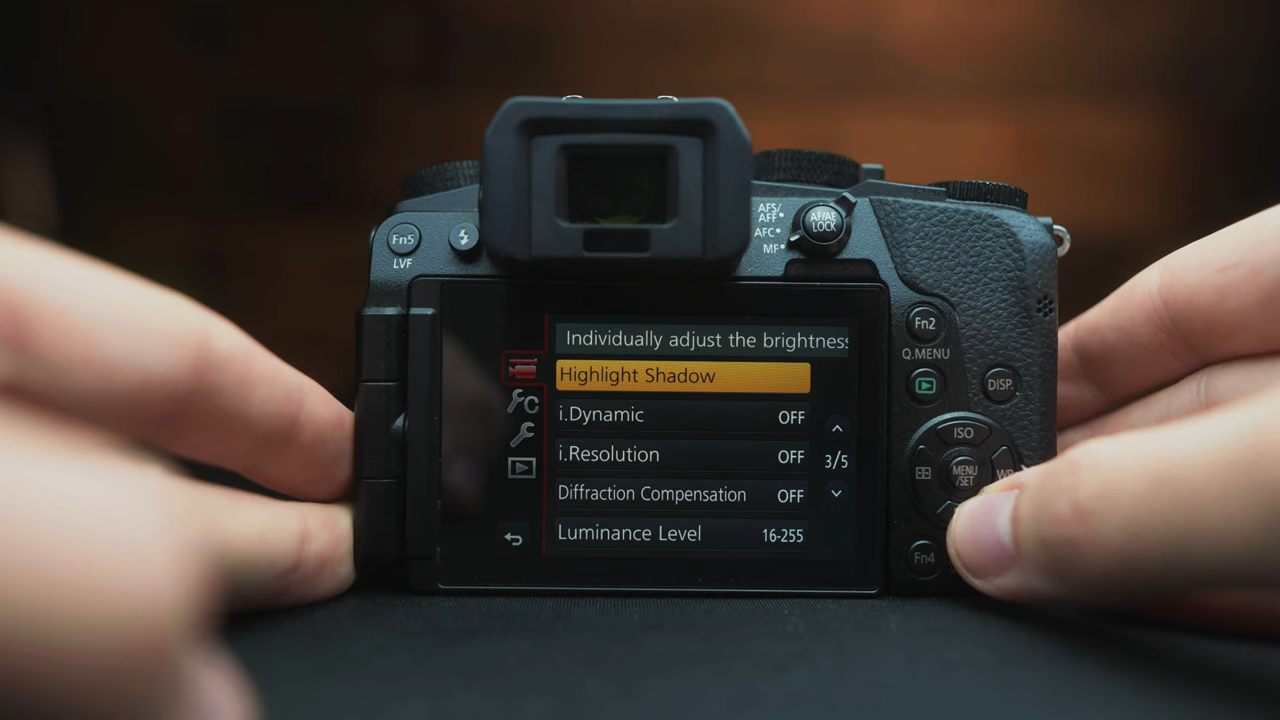 AFS/
AFF•
AFC•
MF•
AF/AE
LOCK
Fn5
LVF
Individually adjust the brightness
Highlight Shadow
i.Dynamic OFF
i.Resolution OFF
3/5
Diffraction Compensation OFF
Luminance Level 16-255
Fn2
Q.MENU
DISP.
ISO
MENU
/SET
Fn4